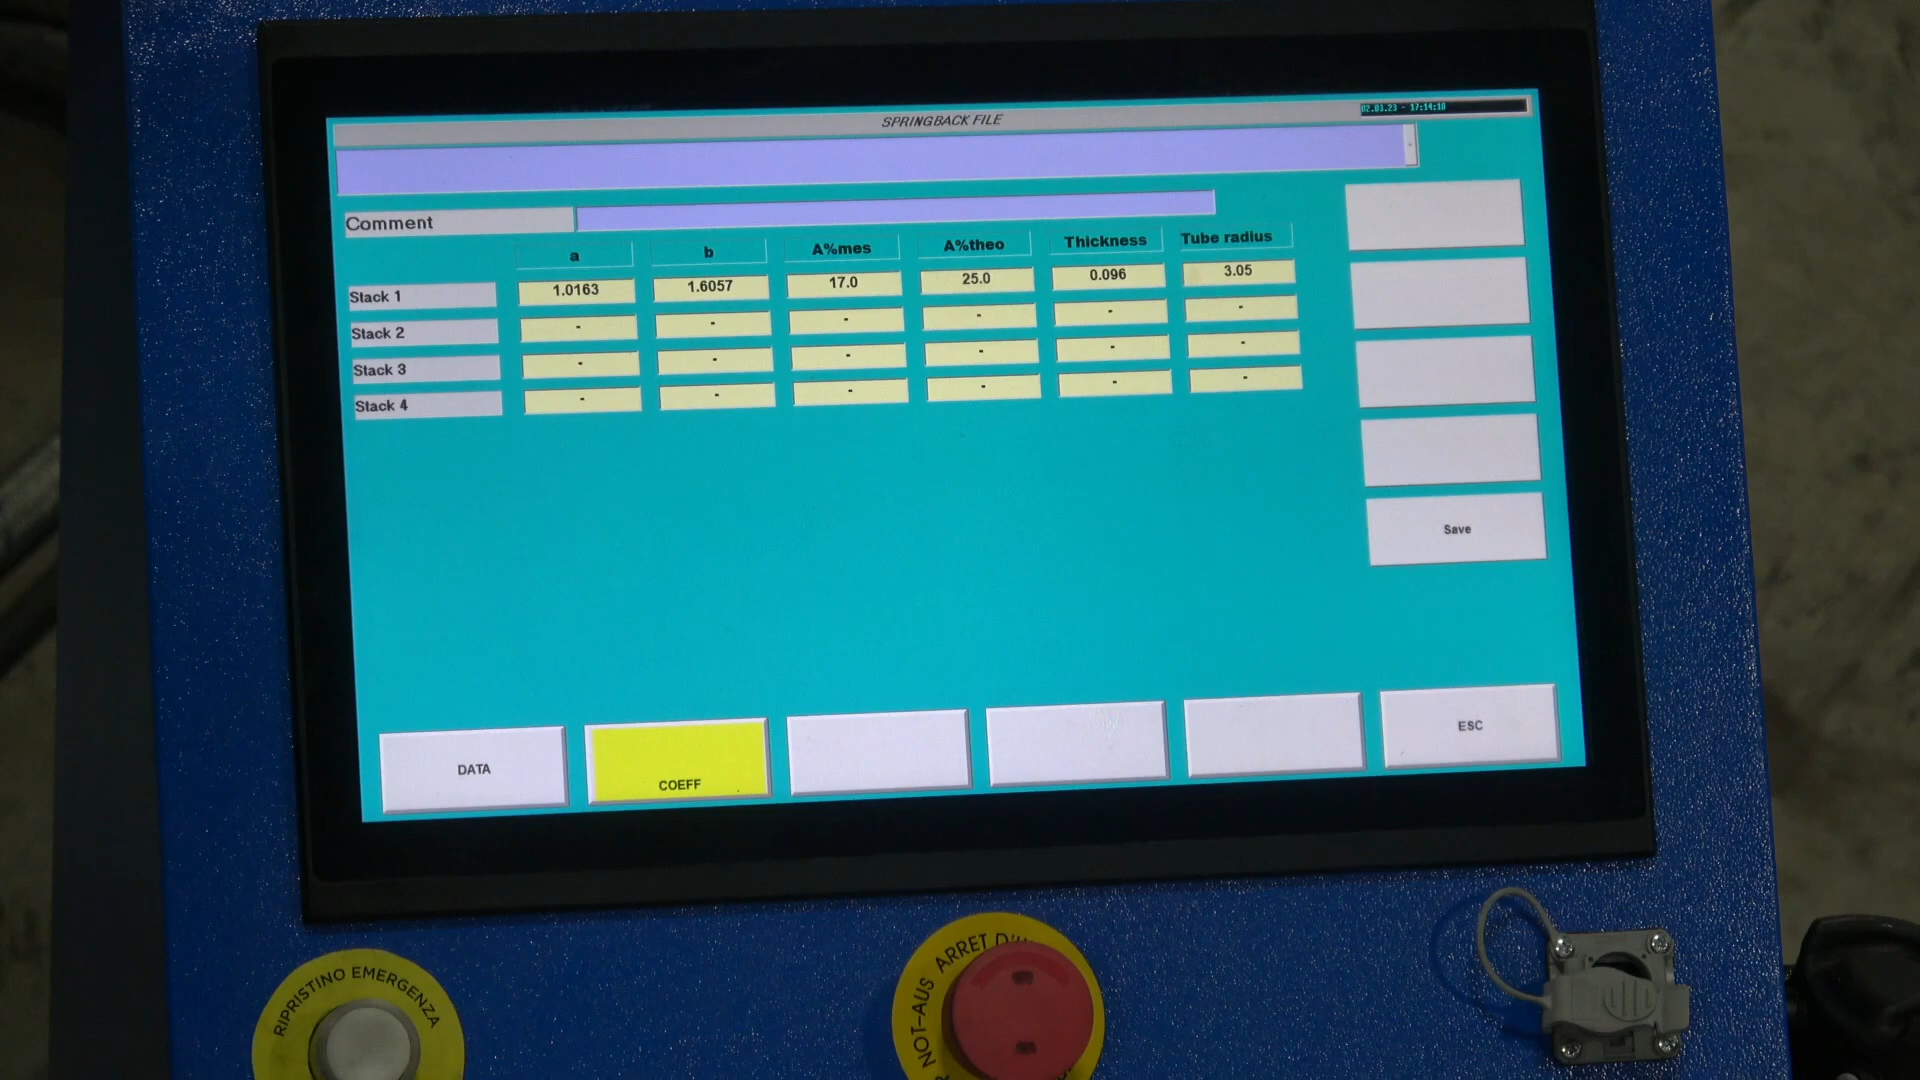 SPRINGBACK FILE
02.03.23 - 17:14:10
Comment
a b A%mes A%theo Thickness Tube radius
Stack 1 1.0163 1.6057 17.0 25.0 0.096 3.05
Stack 2 - - - - - -
Stack 3 - - - - - -
Stack 4 - - - - - -
Save
DATA COEFF ESC
RIPRISTINO EMERGENZA
NOT-AUS ARRET